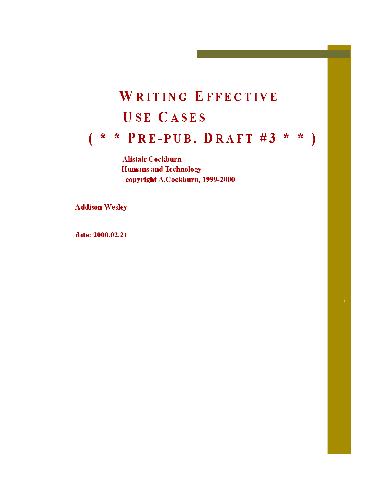 WRITING EFFECTIVE
USE CASES
( * * PRE-PUB. DRAFT #3 * * )
Alistair Cockburn
Humans and Technology
copyright A.Cockburn, 1999-2000
Addison Wesley
date: 2000.02.21